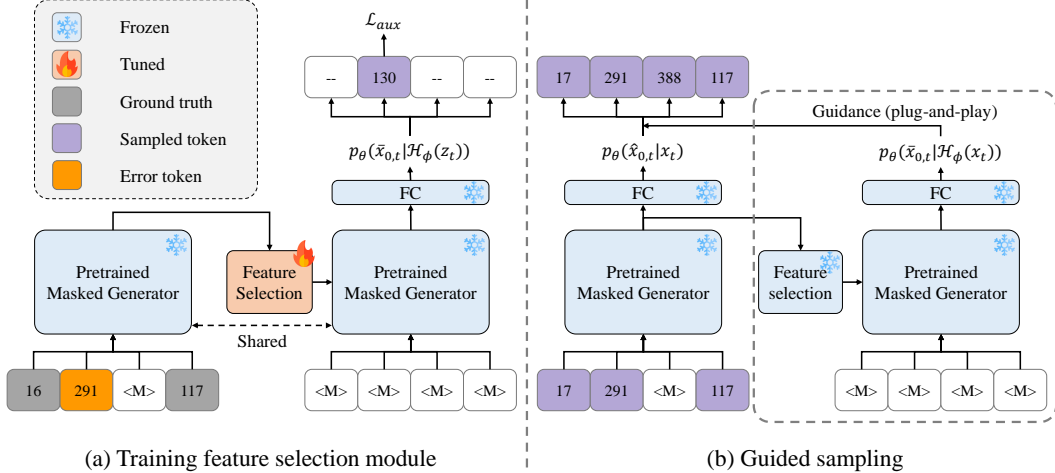 Frozen
Tuned
Ground truth
Sampled token
Error token
ℒ_aux
-- 130 -- --
p_θ(x̄_{0,t}|ℋ_ϕ(z_t))
FC
Pretrained
Masked Generator
Feature
Selection
Pretrained
Masked Generator
Shared
16 291 <M> 117
<M> <M> <M> <M>
(a) Training feature selection module
17 291 388 117
Guidance (plug-and-play)
p_θ(x̂_{0,t}|x_t)
p_θ(x̄_{0,t}|ℋ_ϕ(x_t))
FC
FC
Pretrained
Masked Generator
Feature
selection
Pretrained
Masked Generator
17 291 <M> 117
<M> <M> <M> <M>
(b) Guided sampling